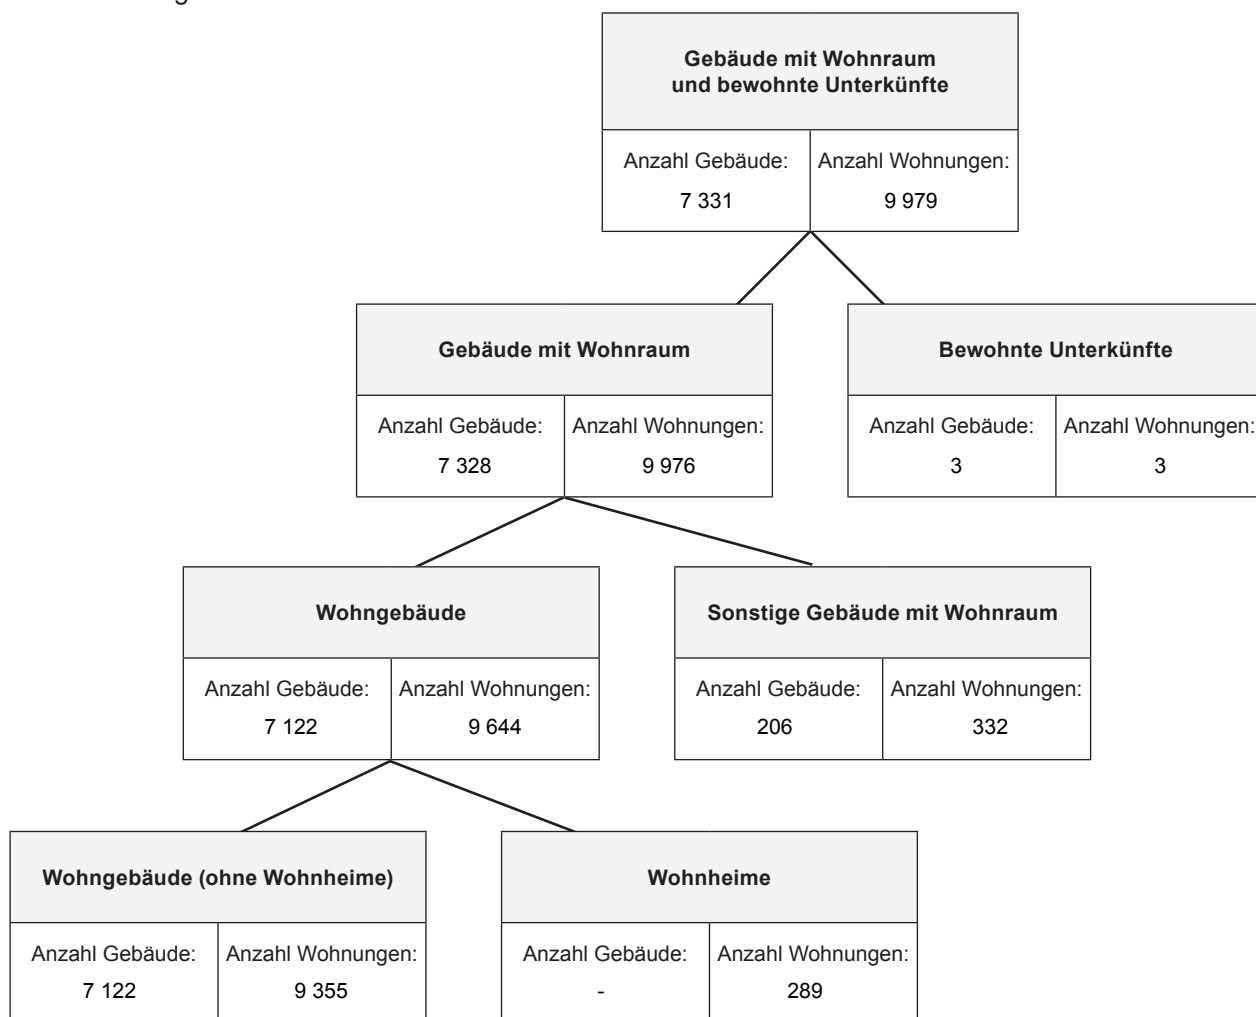 Gebäude mit Wohnraum
und bewohnte Unterkünfte
Anzahl Gebäude: Anzahl Wohnungen:
7 331 9 979
Gebäude mit Wohnraum
Anzahl Gebäude: Anzahl Wohnungen:
7 328 9 976
Bewohnte Unterkünfte
Anzahl Gebäude: Anzahl Wohnungen:
3 3
Wohngebäude
Anzahl Gebäude: Anzahl Wohnungen:
7 122 9 644
Sonstige Gebäude mit Wohnraum
Anzahl Gebäude: Anzahl Wohnungen:
206 332
Wohngebäude (ohne Wohnheime)
Anzahl Gebäude: Anzahl Wohnungen:
7 122 9 355
Wohnheime
Anzahl Gebäude: Anzahl Wohnungen:
- 289